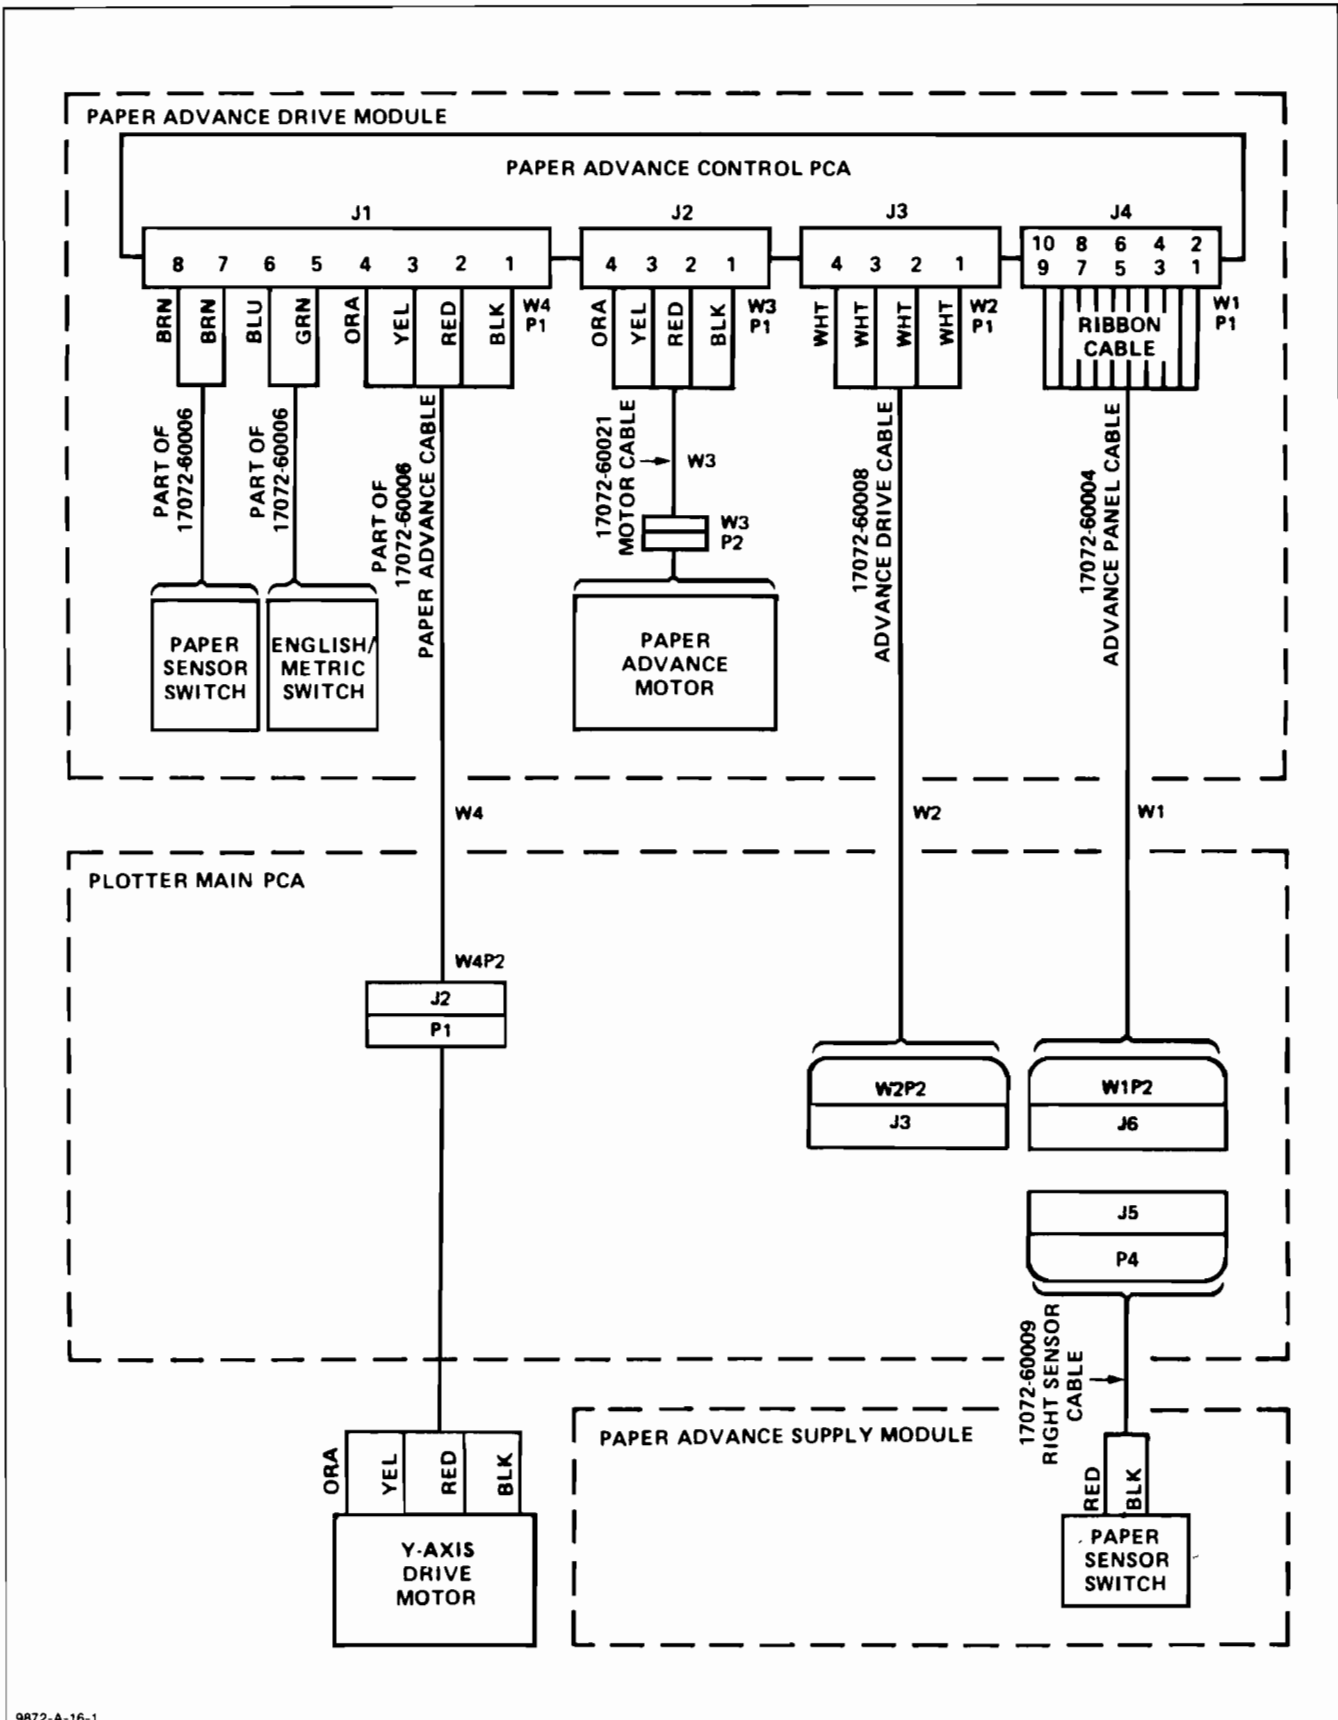 PAPER ADVANCE DRIVE MODULE
PAPER ADVANCE CONTROL PCA
J1
J2
J3
J4
8 7 6 5 4 3 2 1
4 3 2 1
4 3 2 1
10 8 6 4 2
9 7 5 3 1
BRN
BRN
BLU
GRN
ORA
YEL
RED
BLK
W4
P1
ORA
YEL
RED
BLK
W3
P1
WHT
WHT
WHT
WHT
W2
P1
RIBBON
CABLE
W1
P1
PART OF
17072-60006
PART OF
17072-60006
PART OF
17072-60006
PAPER ADVANCE CABLE
17072-60021
MOTOR CABLE
W3
W3
P2
17072-60008
ADVANCE DRIVE CABLE
17072-60004
ADVANCE PANEL CABLE
PAPER
SENSOR
SWITCH
ENGLISH/
METRIC
SWITCH
PAPER
ADVANCE
MOTOR
W4
W2
W1
PLOTTER MAIN PCA
W4P2
J2
P1
W2P2
J3
W1P2
J6
J5
P4
17072-60009
RIGHT SENSOR
CABLE
PAPER ADVANCE SUPPLY MODULE
ORA
YEL
RED
BLK
Y-AXIS
DRIVE
MOTOR
RED
BLK
PAPER
SENSOR
SWITCH
9872-A-16-1